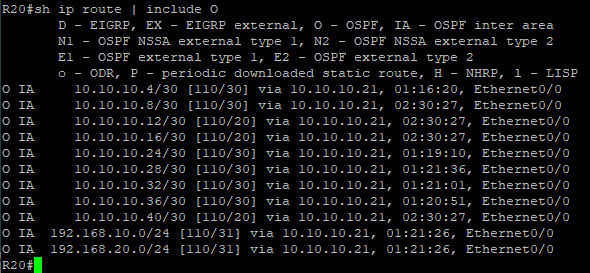 R20#sh ip route | include O
       D - EIGRP, EX - EIGRP external, O - OSPF, IA - OSPF inter area
       N1 - OSPF NSSA external type 1, N2 - OSPF NSSA external type 2
       E1 - OSPF external type 1, E2 - OSPF external type 2
       o - ODR, P - periodic downloaded static route, H - NHRP, l - LISP
O IA     10.10.10.4/30 [110/30] via 10.10.10.21, 01:16:20, Ethernet0/0
O IA     10.10.10.8/30 [110/30] via 10.10.10.21, 02:30:27, Ethernet0/0
O IA     10.10.10.12/30 [110/20] via 10.10.10.21, 02:30:27, Ethernet0/0
O IA     10.10.10.16/30 [110/20] via 10.10.10.21, 02:30:27, Ethernet0/0
O IA     10.10.10.24/30 [110/30] via 10.10.10.21, 01:19:10, Ethernet0/0
O IA     10.10.10.28/30 [110/30] via 10.10.10.21, 01:21:36, Ethernet0/0
O IA     10.10.10.32/30 [110/30] via 10.10.10.21, 01:21:01, Ethernet0/0
O IA     10.10.10.36/30 [110/30] via 10.10.10.21, 01:20:51, Ethernet0/0
O IA     10.10.10.40/30 [110/20] via 10.10.10.21, 02:30:27, Ethernet0/0
O IA  192.168.10.0/24 [110/31] via 10.10.10.21, 01:21:26, Ethernet0/0
O IA  192.168.20.0/24 [110/31] via 10.10.10.21, 01:21:26, Ethernet0/0
R20#